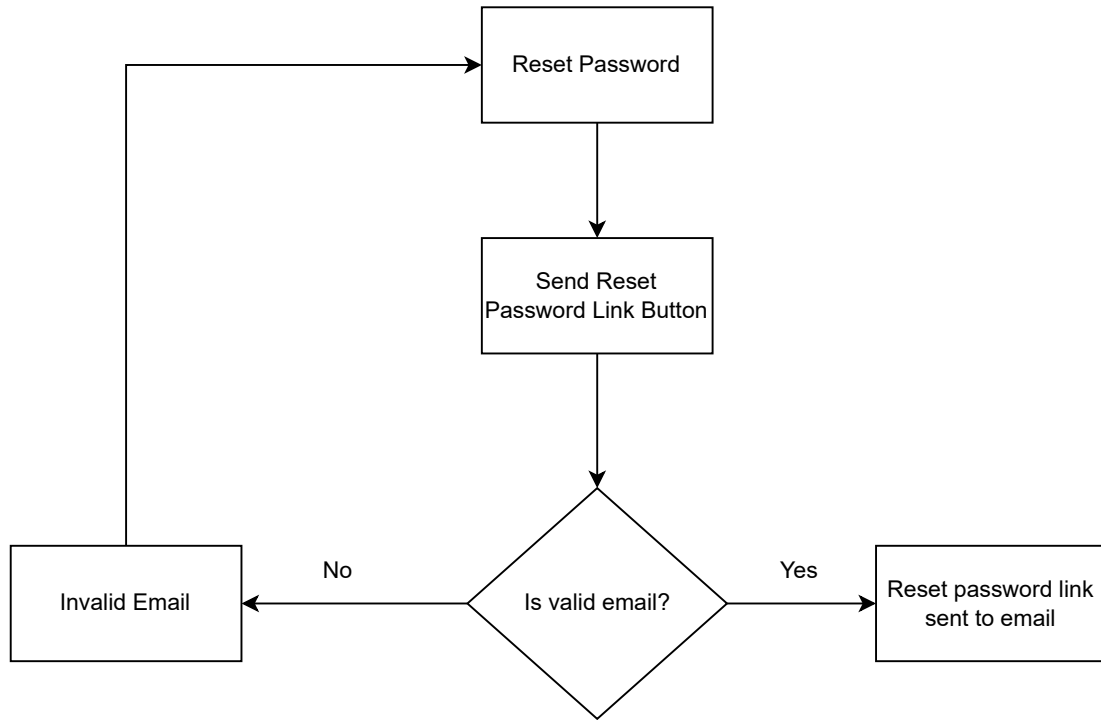 Reset Password
Send Reset
Password Link Button
No
Yes
Invalid Email
Is valid email?
Reset password link
sent to email